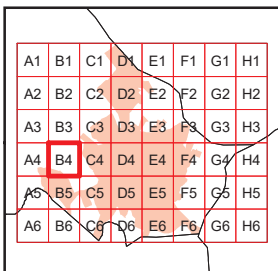 A1 B1 C1 D1 E1 F1 G1 H1
A2 B2 C2 D2 E2 F2 G2 H2
A3 B3 C3 D3 E3 F3 G3 H3
A4 B4 C4 D4 E4 F4 G4 H4
A5 B5 C5 D5 E5 F5 G5 H5
A6 B6 C6 D6 E6 F6 G6 H6